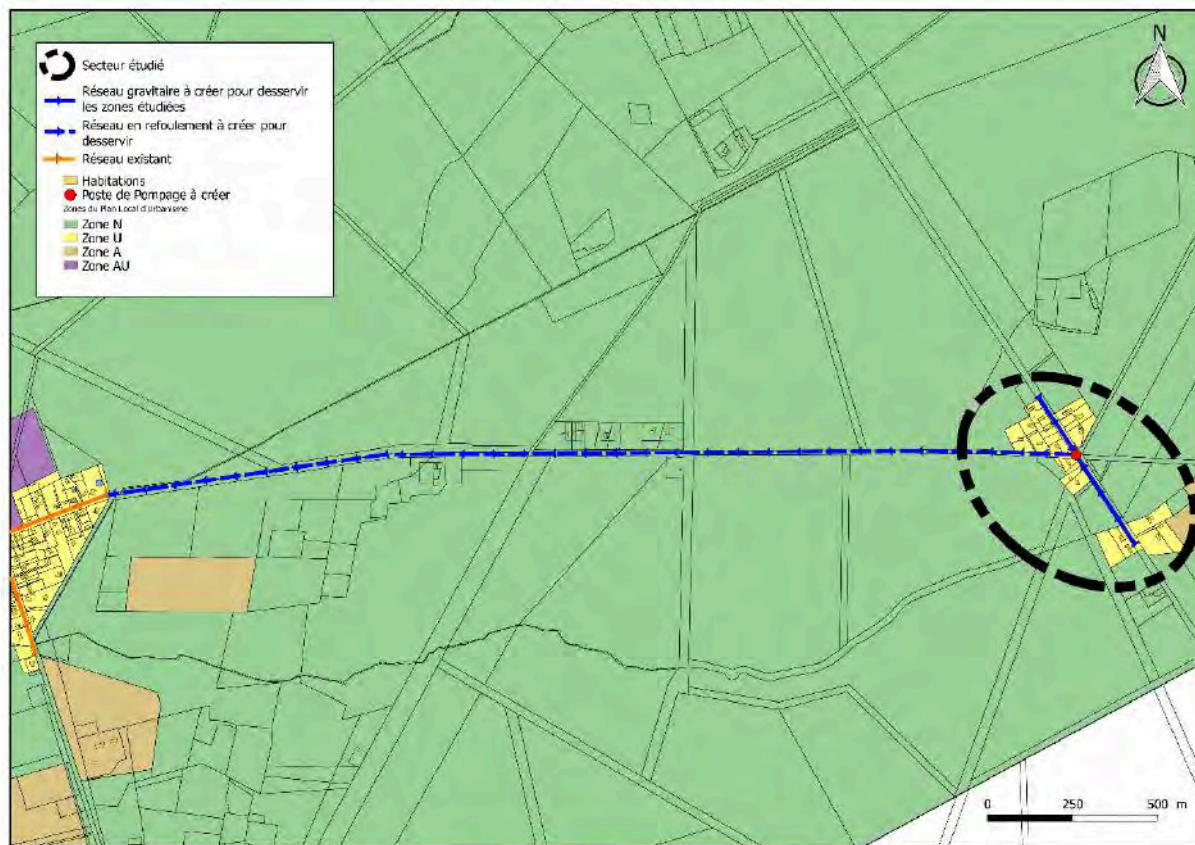 N
Secteur étudié
Réseau gravitaire à créer pour desservir
les zones étudiées
Réseau en refoulement à créer pour
desservir
Réseau existant
Habitations
Poste de Pompage à créer
Zones du Plan Local d'Urbanisme
Zone N
Zone U
Zone A
Zone AU
0 250 500 m